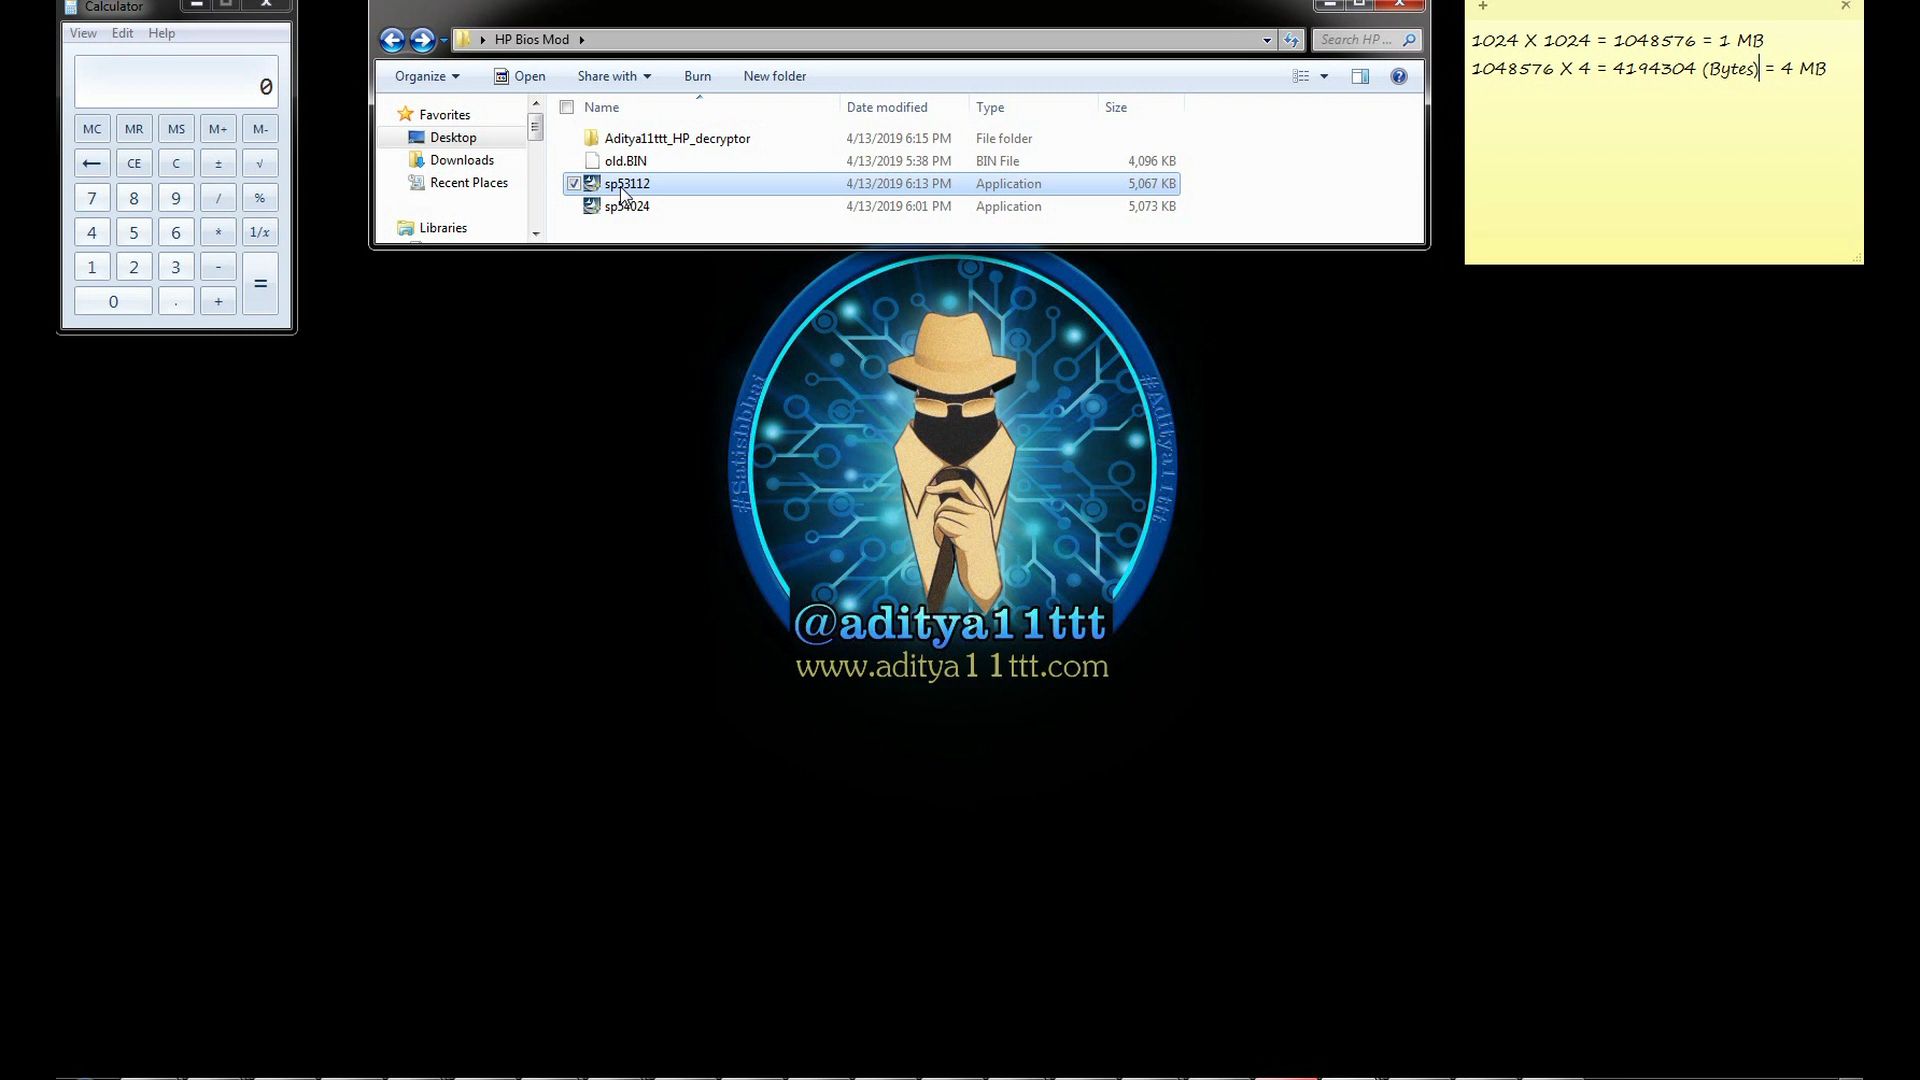 Calculator
View Edit Help
0
MC MR MS M+ M-
← CE C ± √
7 8 9 / %
4 5 6 * 1/x
1 2 3 - =
0 . +
HP Bios Mod
Search HP ...
Organize Open Share with Burn New folder
Name Date modified Type Size
Favorites
Desktop
Downloads
Recent Places
Libraries
Aditya11ttt_HP_decryptor 4/13/2019 6:15 PM File folder
old.BIN 4/13/2019 5:38 PM BIN File 4,096 KB
sp53112 4/13/2019 6:13 PM Application 5,067 KB
sp54024 4/13/2019 6:01 PM Application 5,073 KB
1024 X 1024 = 1048576 = 1 MB
1048576 X 4 = 4194304 (Bytes) = 4 MB
#Satishbhai
#Aditya11ttt
@aditya11ttt
www.aditya11ttt.com